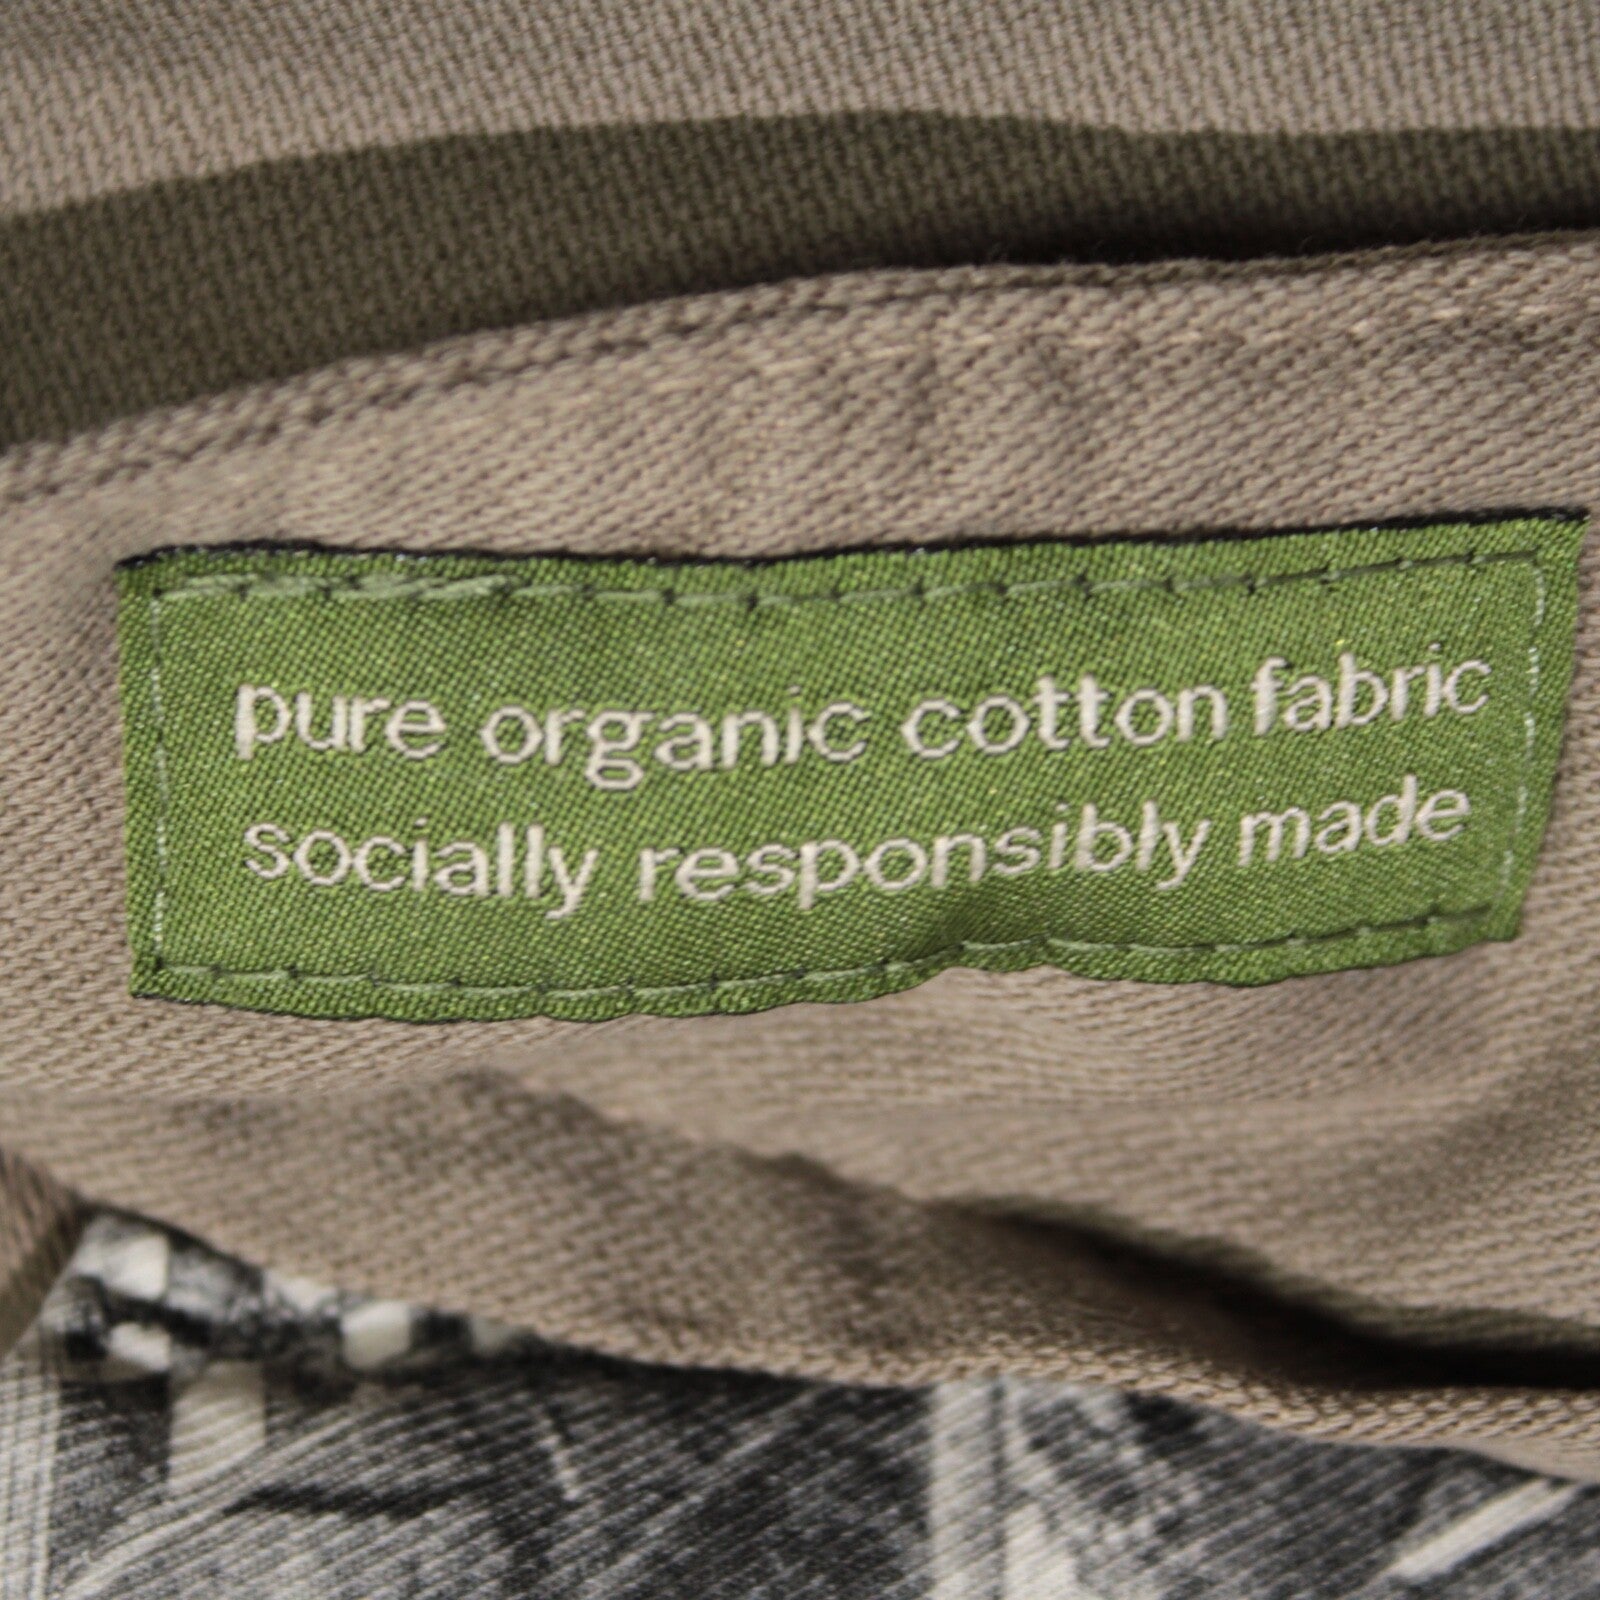 pure organic cotton fabric
socially responsibly made